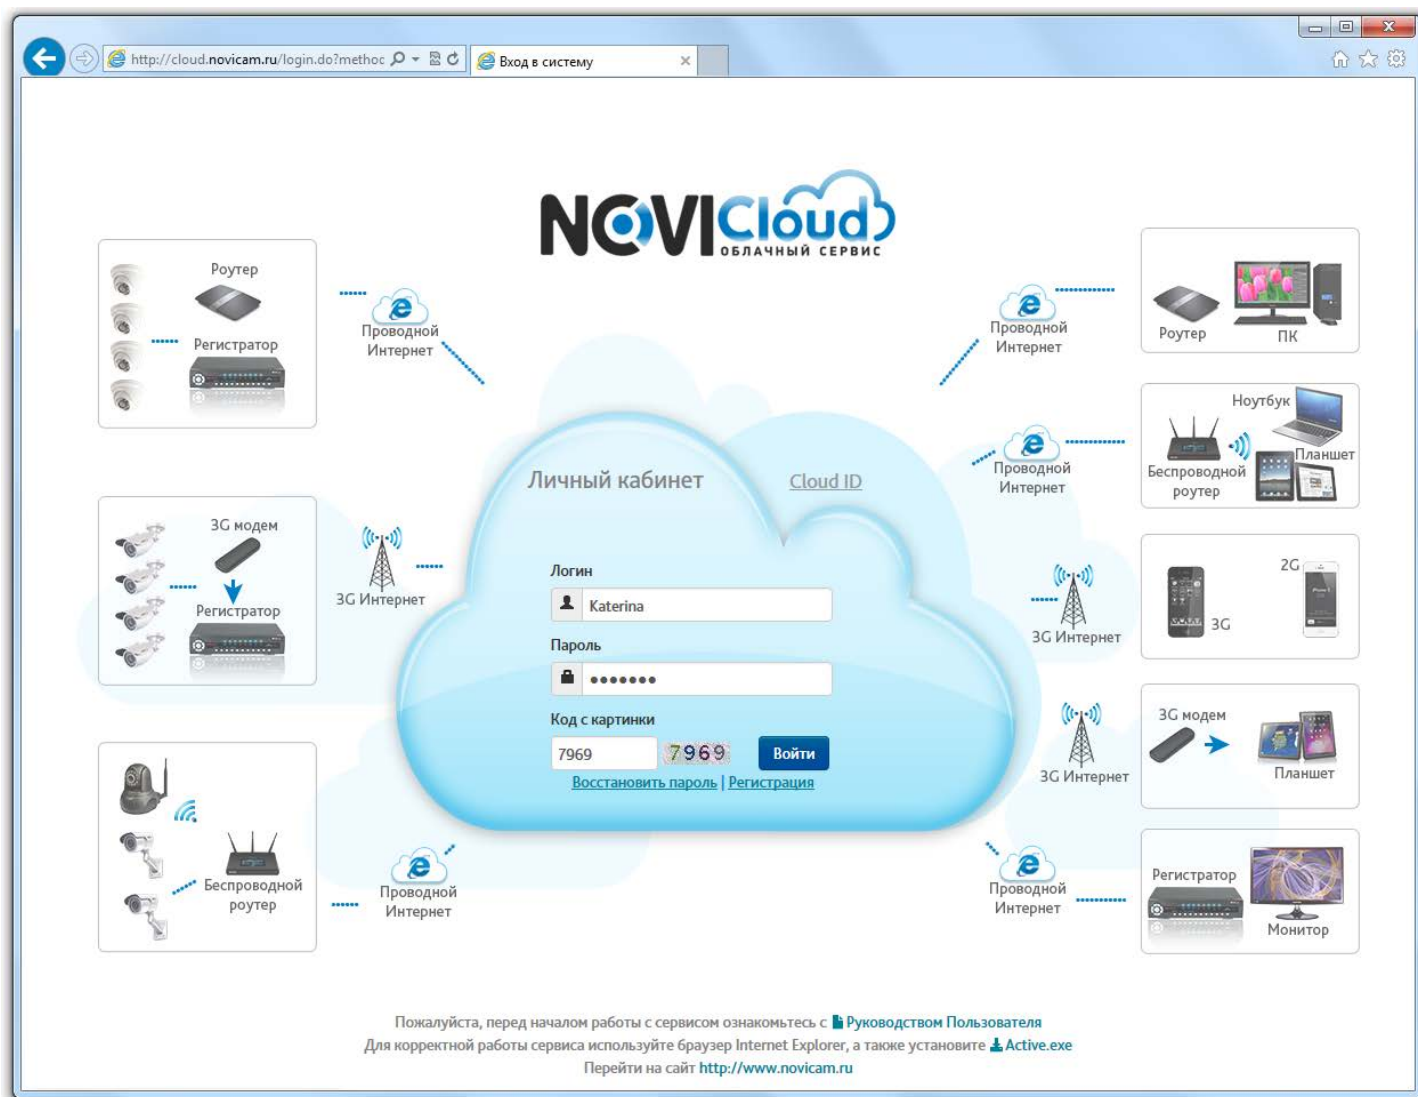 http://cloud.novicam.ru/login.do?methoc
Вход в систему
NOVICloud
ОБЛАЧНЫЙ СЕРВИС
Роутер
Регистратор
Проводной
Интернет
3G модем
Регистратор
3G Интернет
Беспроводной
роутер
Проводной
Интернет
Личный кабинет
Cloud ID
Логин
Katerina
Пароль
•••••••
Код с картинки
7969
7969
Войти
Восстановить пароль | Регистрация
Проводной
Интернет
Роутер
ПК
Проводной
Интернет
Ноутбук
Планшет
Беспроводной
роутер
3G Интернет
2G
3G
3G Интернет
3G модем
Планшет
Проводной
Интернет
Регистратор
Монитор
Пожалуйста, перед началом работы с сервисом ознакомьтесь с Руководством Пользователя
Для корректной работы сервиса используйте браузер Internet Explorer, а также установите Active.exe
Перейти на сайт http://www.novicam.ru